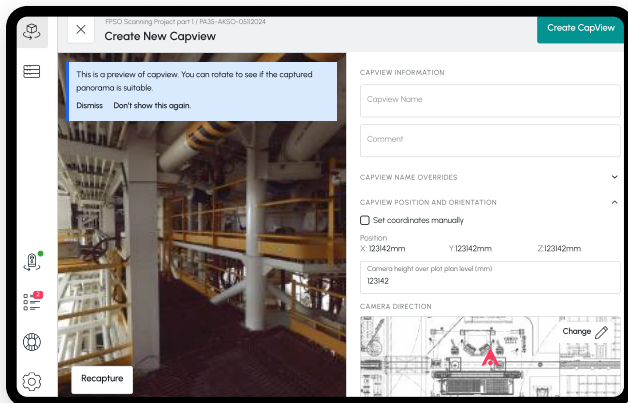 FPSO Scanning Project part 1 / PA35-AKSO-05112024
Create New Capview
Create CapView
This is a preview of capview. You can rotate to see if the captured
panorama is suitable.
Dismiss Don't show this again.
CAPVIEW INFORMATION
Capview Name
Comment
CAPVIEW NAME OVERRIDES
CAPVIEW POSITION AND ORIENTATION
Set coordinates manually
Position
X: 123142mm Y:123142mm Z:123142mm
Camera height over plot plan level (mm)
123142
CAMERA DIRECTION
Change
2
Recapture